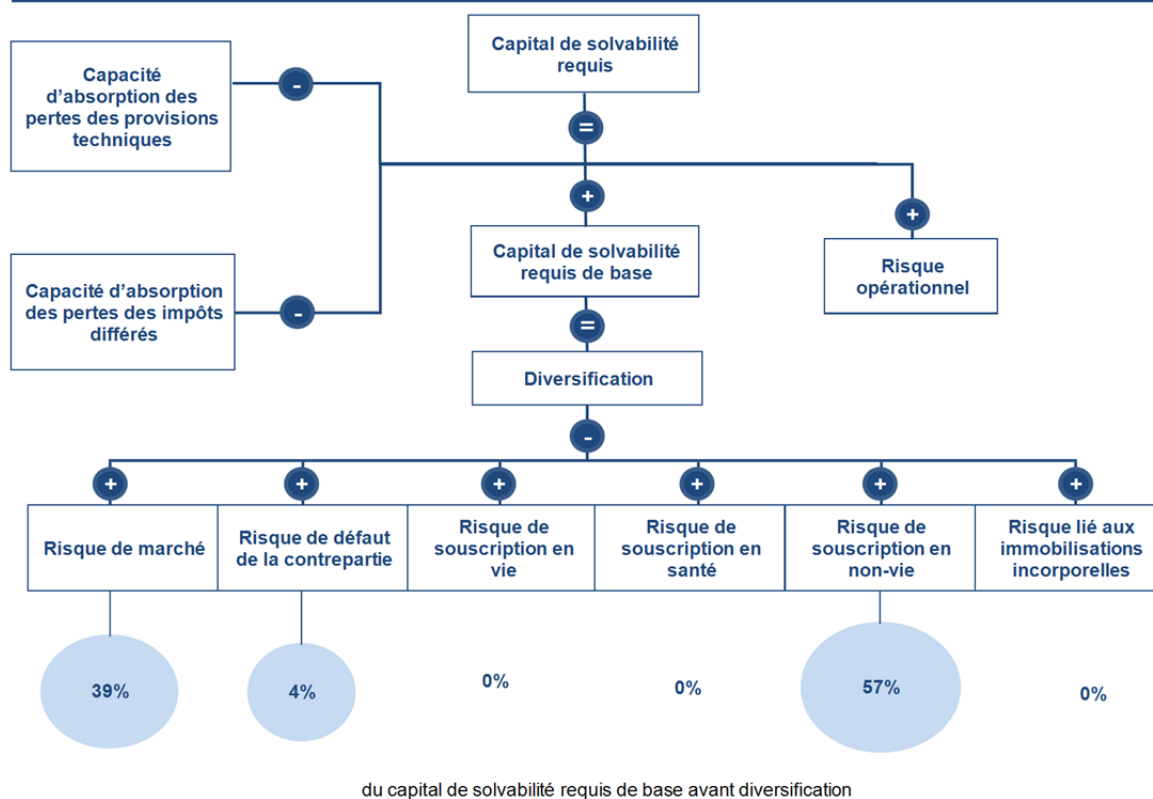 Capital de solvabilité
requis
Capacité
d'absorption des
pertes des provisions
techniques
-
=
+
+
Capital de solvabilité
requis de base
Risque
opérationnel
Capacité d'absorption
des pertes des impôts
différés
-
=
Diversification
-
+
+
+
+
+
+
Risque de marché
Risque de défaut
de la contrepartie
Risque de
souscription en
vie
Risque de
souscription en
santé
Risque de
souscription en
non-vie
Risque lié aux
immobilisations
incorporelles
39%
4%
0%
0%
57%
0%
du capital de solvabilité requis de base avant diversification